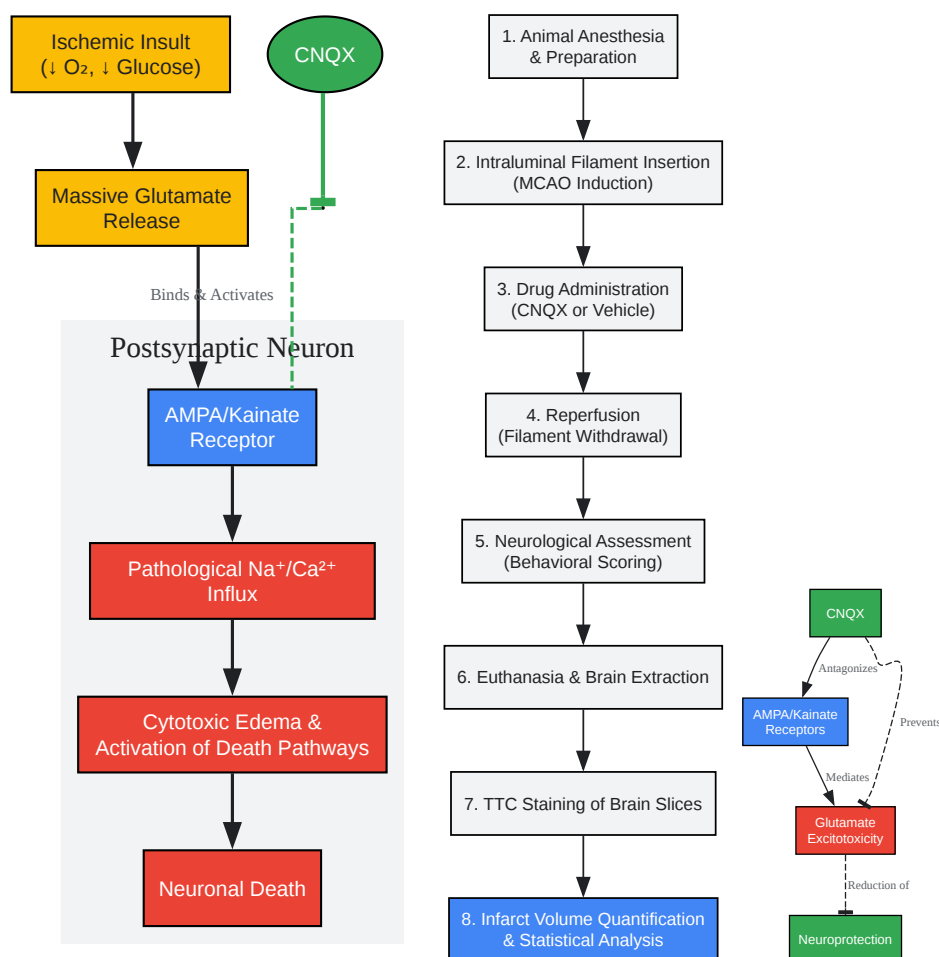 Ischemic Insult
(↓ O₂, ↓ Glucose)
CNQX
Massive Glutamate
Release
Binds & Activates
Postsynaptic Neuron
AMPA/Kainate
Receptor
Pathological Na⁺/Ca²⁺
Influx
Cytotoxic Edema &
Activation of Death Pathways
Neuronal Death
1. Animal Anesthesia
& Preparation
2. Intraluminal Filament Insertion
(MCAO Induction)
3. Drug Administration
(CNQX or Vehicle)
4. Reperfusion
(Filament Withdrawal)
5. Neurological Assessment
(Behavioral Scoring)
6. Euthanasia & Brain Extraction
7. TTC Staining of Brain Slices
8. Infarct Volume Quantification
& Statistical Analysis
CNQX
Antagonizes
AMPA/Kainate
Receptors
Prevents
Mediates
Glutamate
Excitotoxicity
Reduction of
Neuroprotection